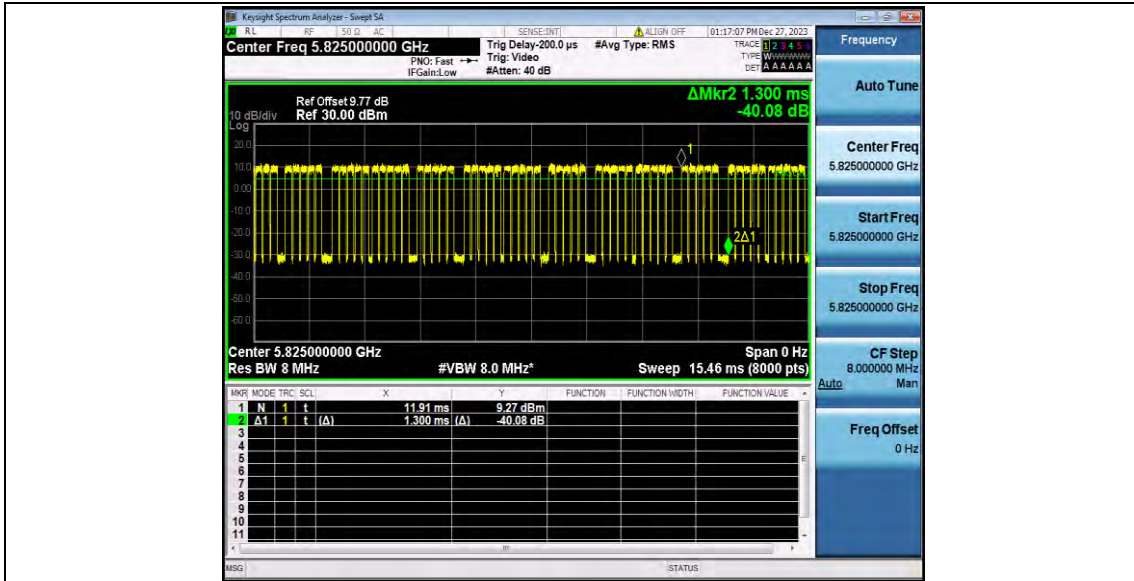 Keysight Spectrum Analyzer - Swept SA
RL RF 50 Ω AC SENSE:INT ALIGN OFF 01:17:07 PM Dec 27, 2023
Center Freq 5.825000000 GHz
PNO: Fast
IFGain:Low
Trig Delay-200.0 µs
Trig: Video
#Atten: 40 dB
#Avg Type: RMS
TRACE 1 2 3 4 5 6
TYPE
DET A A A A A A
Frequency
Auto Tune
Center Freq
5.825000000 GHz
Start Freq
5.825000000 GHz
Stop Freq
5.825000000 GHz
CF Step
8.000000 MHz
Auto Man
Freq Offset
0 Hz
ΔMkr2 1.300 ms
-40.08 dB
Ref Offset 9.77 dB
10 dB/div Ref 30.00 dBm
Log
20.0
10.0
0.00
-10.0
-20.0
-30.0
-40.0
-50.0
-60.0
1
2Δ1
Center 5.825000000 GHz Span 0 Hz
Res BW 8 MHz #VBW 8.0 MHz* Sweep 15.46 ms (8000 pts)
MKR MODE TRC SCL X Y FUNCTION FUNCTION WIDTH FUNCTION VALUE
1 N 1 t 11.91 ms 9.27 dBm
2 Δ1 1 t (Δ) 1.300 ms (Δ) -40.08 dB
3
4
5
6
7
8
9
10
11
MSG STATUS